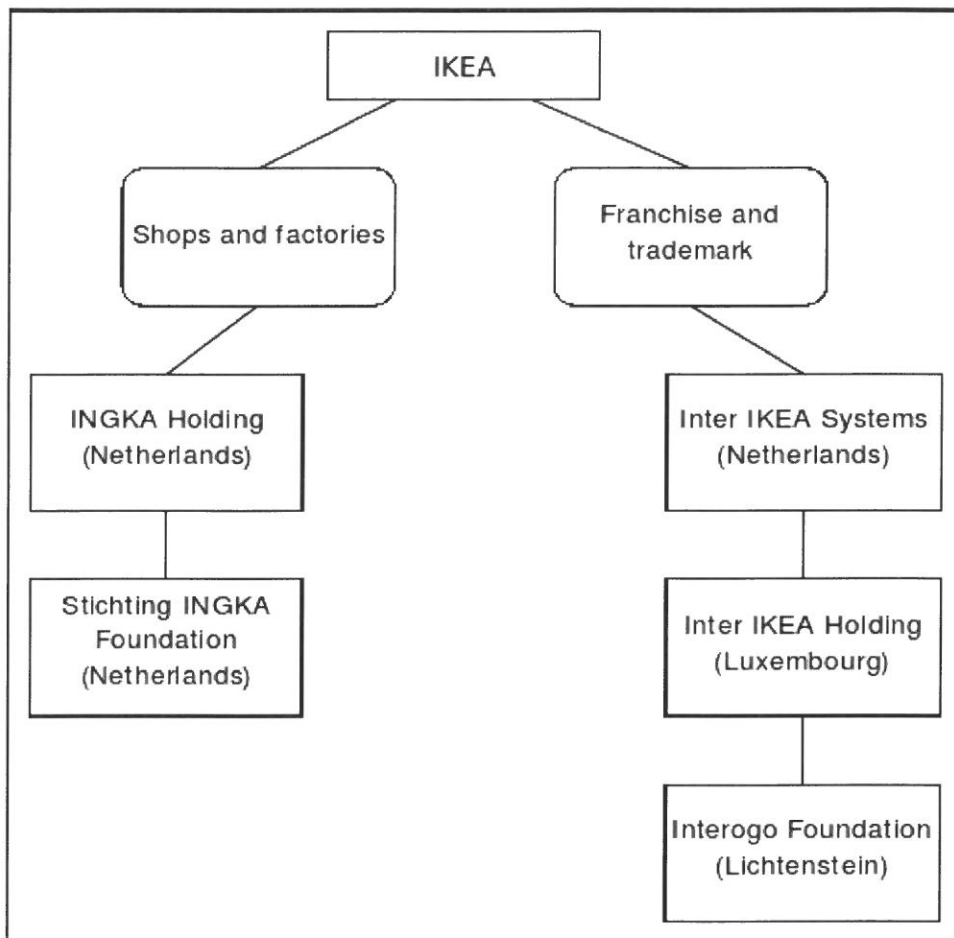 IKEA
Shops and factories
Franchise and
trademark
INGKA Holding
(Netherlands)
Inter IKEA Systems
(Netherlands)
Stichting INGKA
Foundation
(Netherlands)
Inter IKEA Holding
(Luxembourg)
Interogo Foundation
(Lichtenstein)